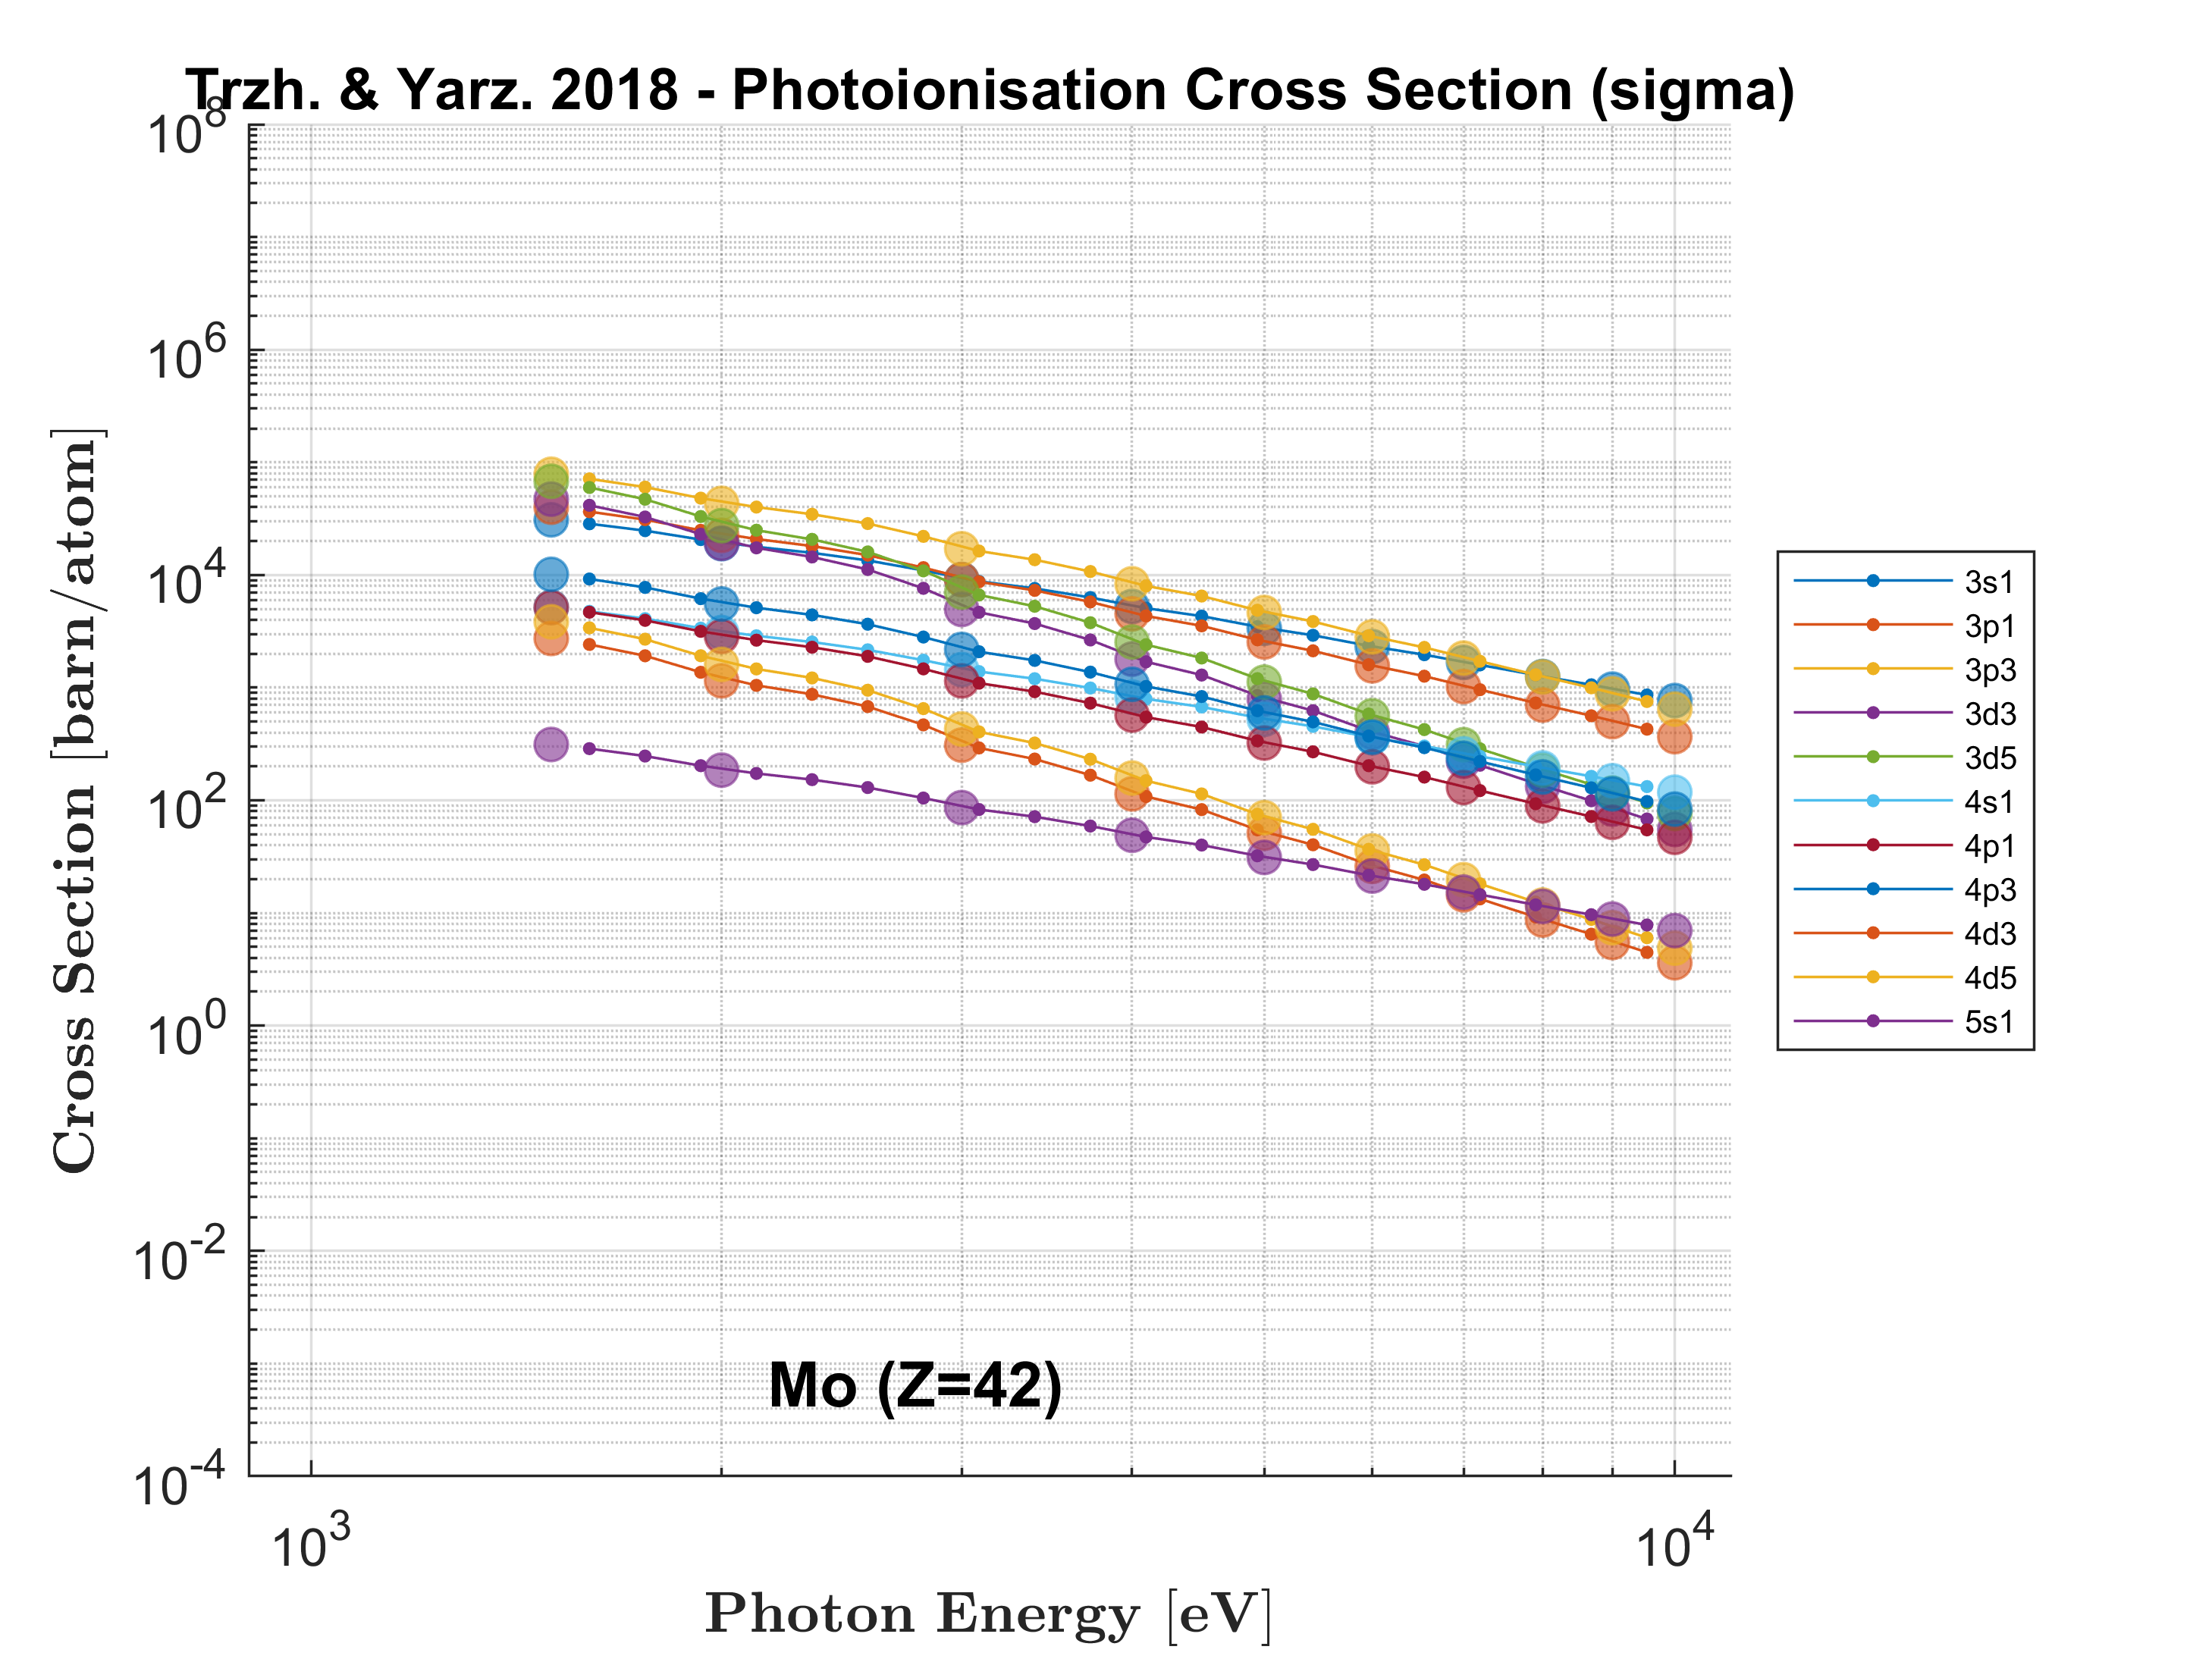 Trzh. & Yarz. 2018 - Photoionisation Cross Section (sigma)
10^8
10^6
10^4
10^2
10^0
10^-2
10^-4
Cross Section [barn/atom]
3s1
3p1
3p3
3d3
3d5
4s1
4p1
4p3
4d3
4d5
5s1
Mo (Z=42)
10^3 10^4
Photon Energy [eV]